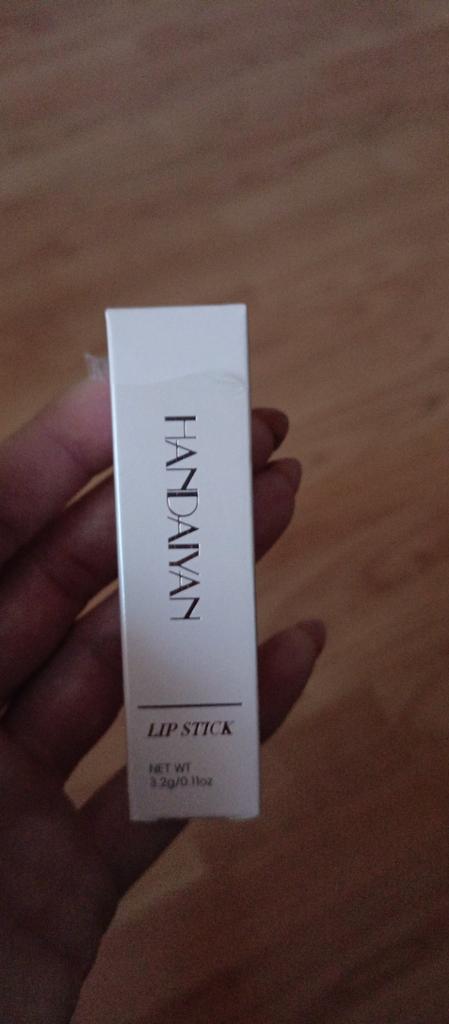 HANDAIYAN
LIP STICK
NET WT
3.2g/0.11oz